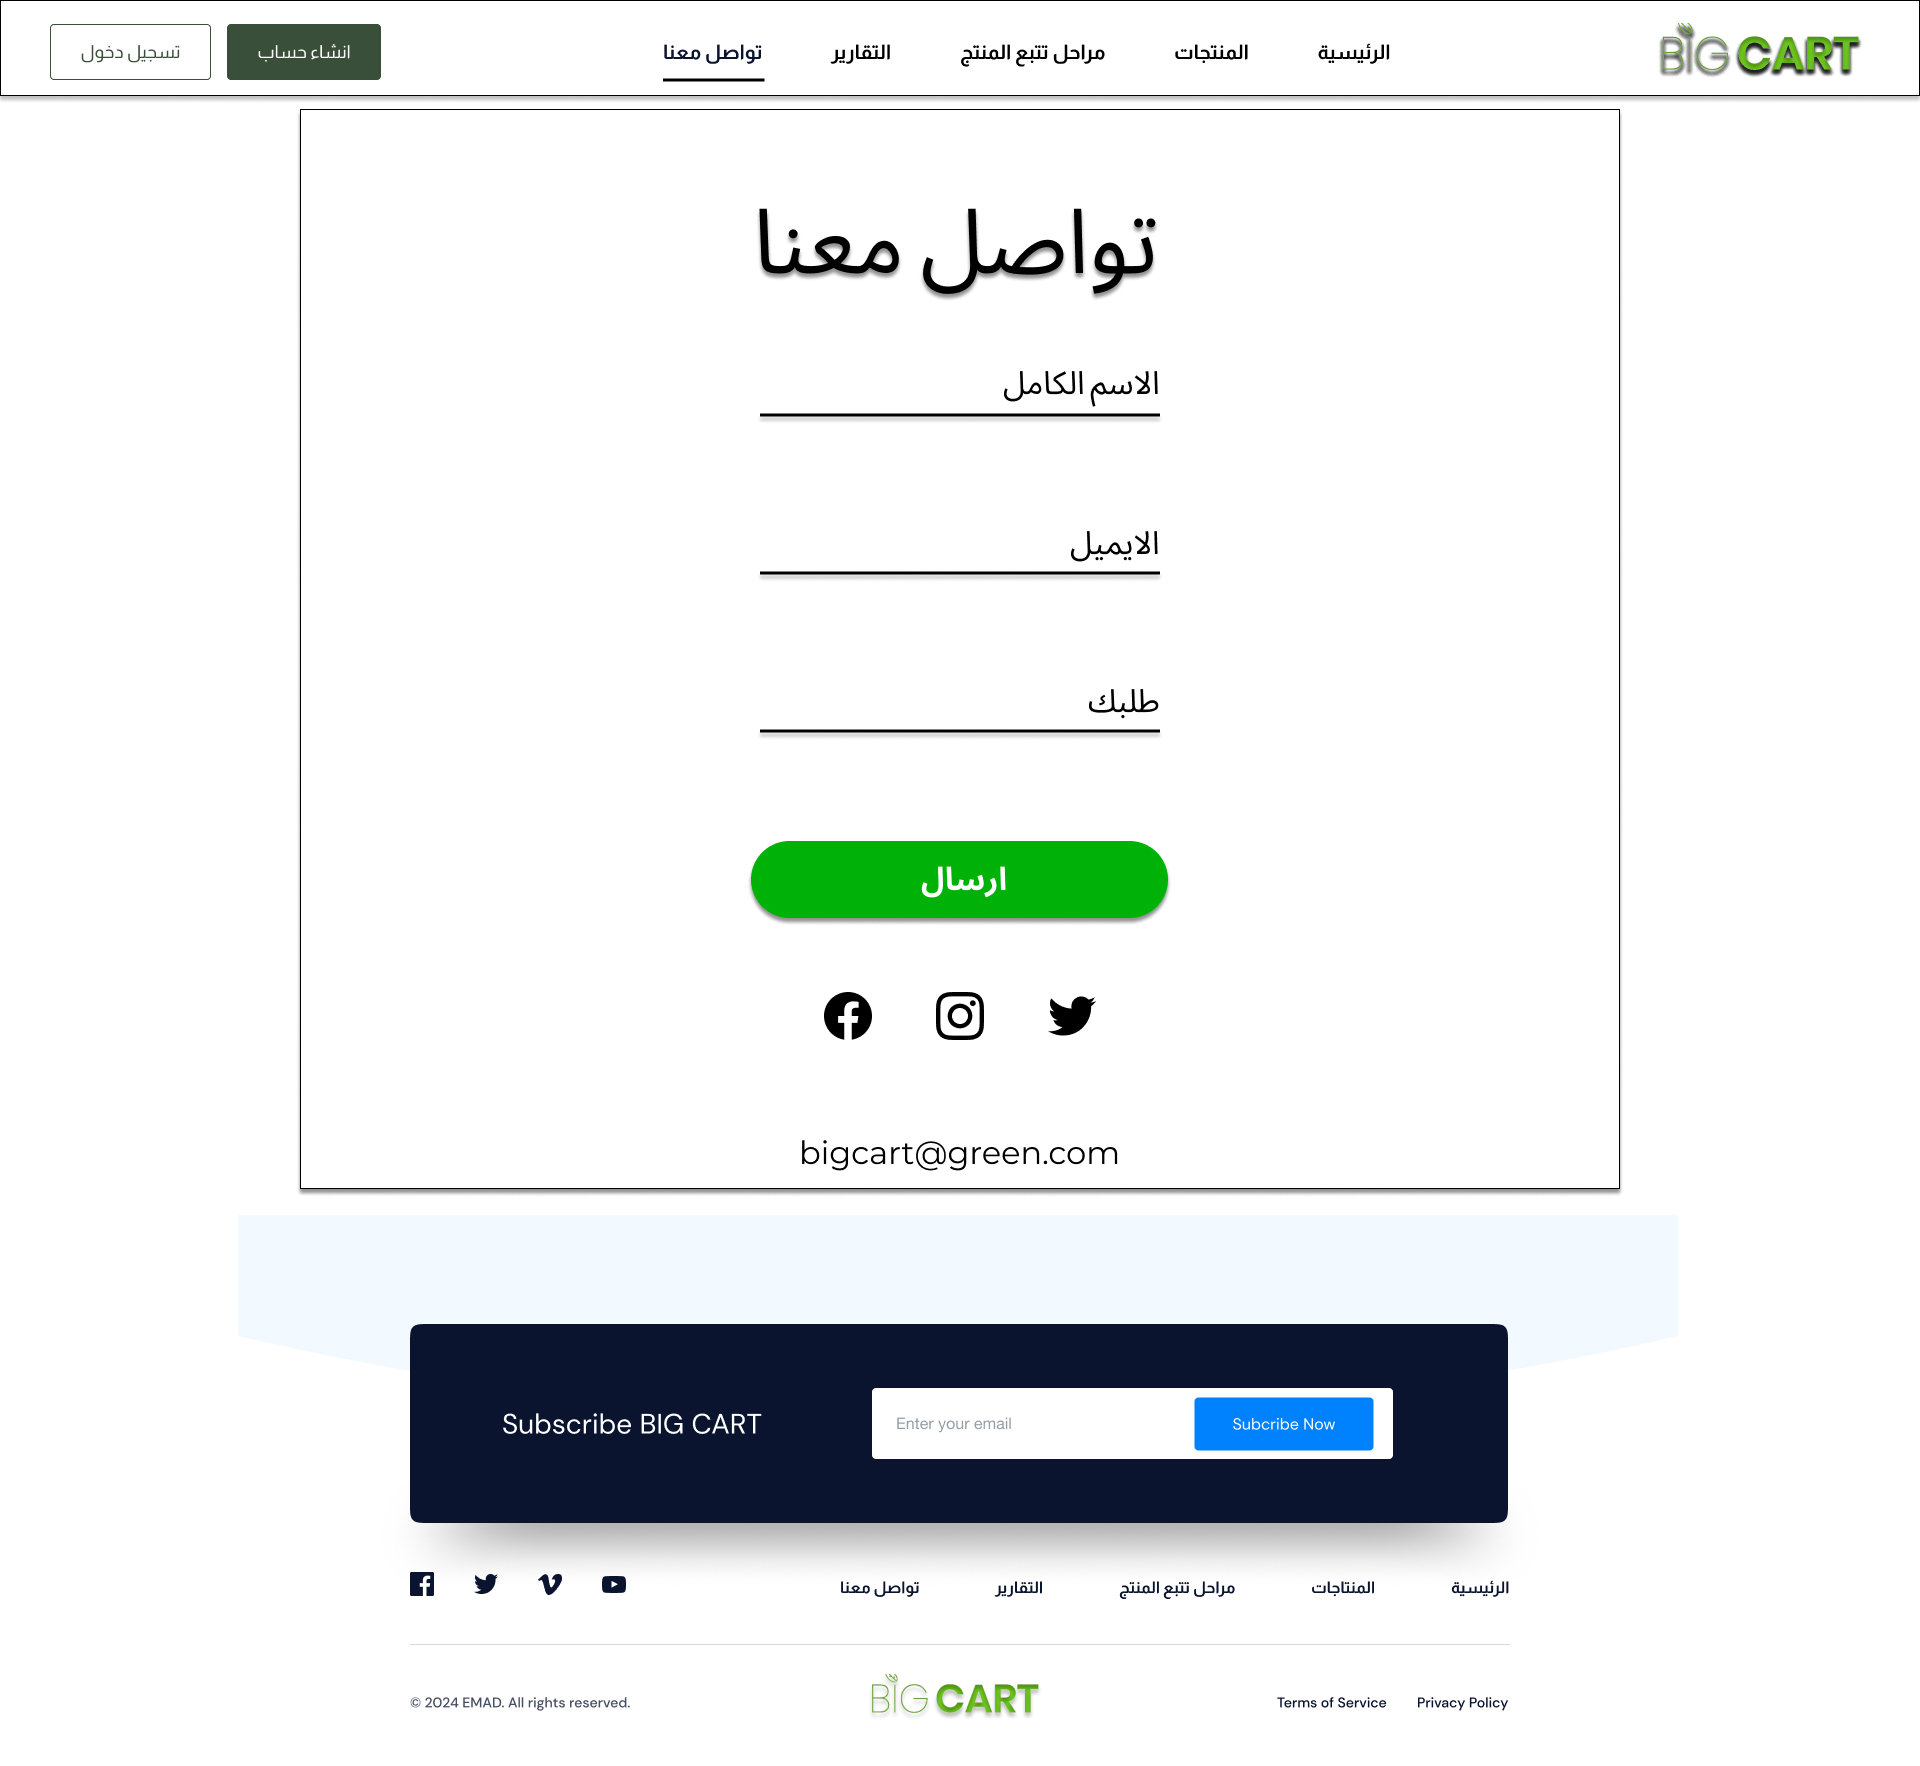 BIG CART
الرئيسية
المنتجات
مراحل تتبع المنتج
التقارير
تواصل معنا
انشاء حساب
تسجيل دخول
تواصل معنا
الاسم الكامل
الايميل
طلبك
ارسال
bigcart@green.com
Subscribe BIG CART
Enter your email
Subcribe Now
الرئيسية
المنتاجات
مراحل تتبع المنتج
التقارير
تواصل معنا
© 2024 EMAD. All rights reserved.
BIG CART
Terms of Service
Privacy Policy